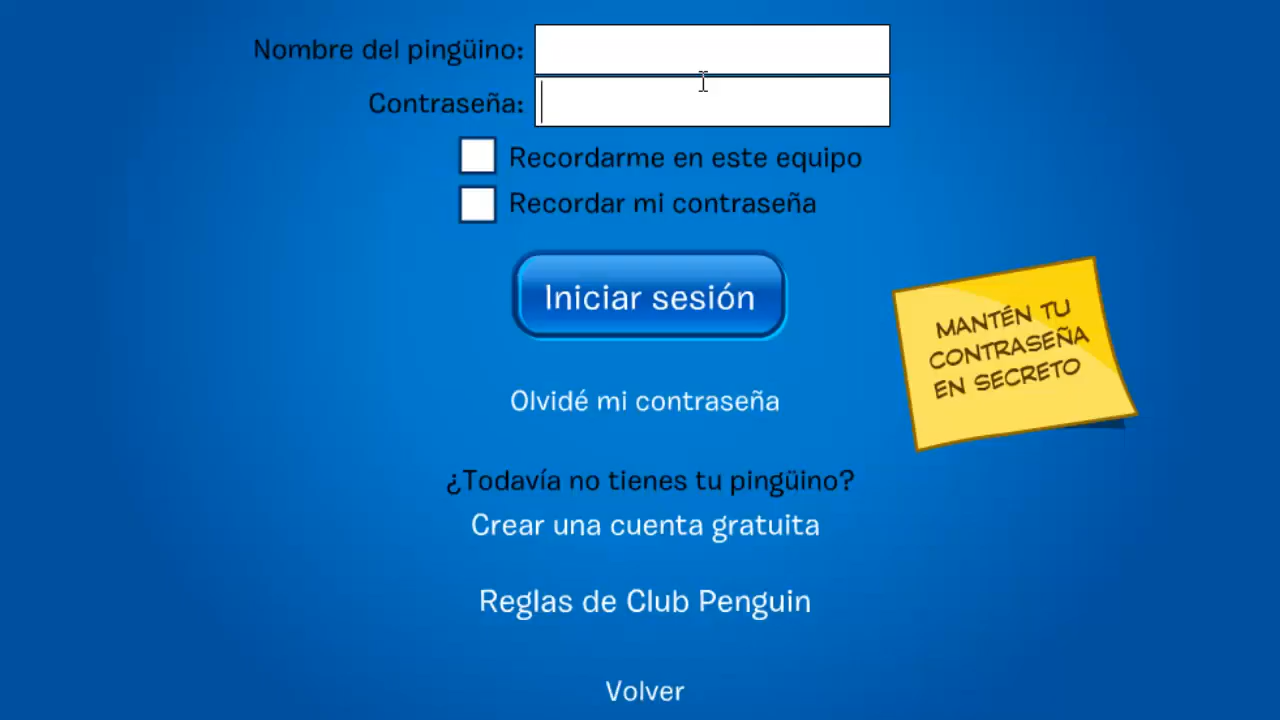 Nombre del pingüino:
Contraseña:
Recordarme en este equipo
Recordar mi contraseña
Iniciar sesión
MANTÉN TU
CONTRASEÑA
EN SECRETO
Olvidé mi contraseña
¿Todavía no tienes tu pingüino?
Crear una cuenta gratuita
Reglas de Club Penguin
Volver